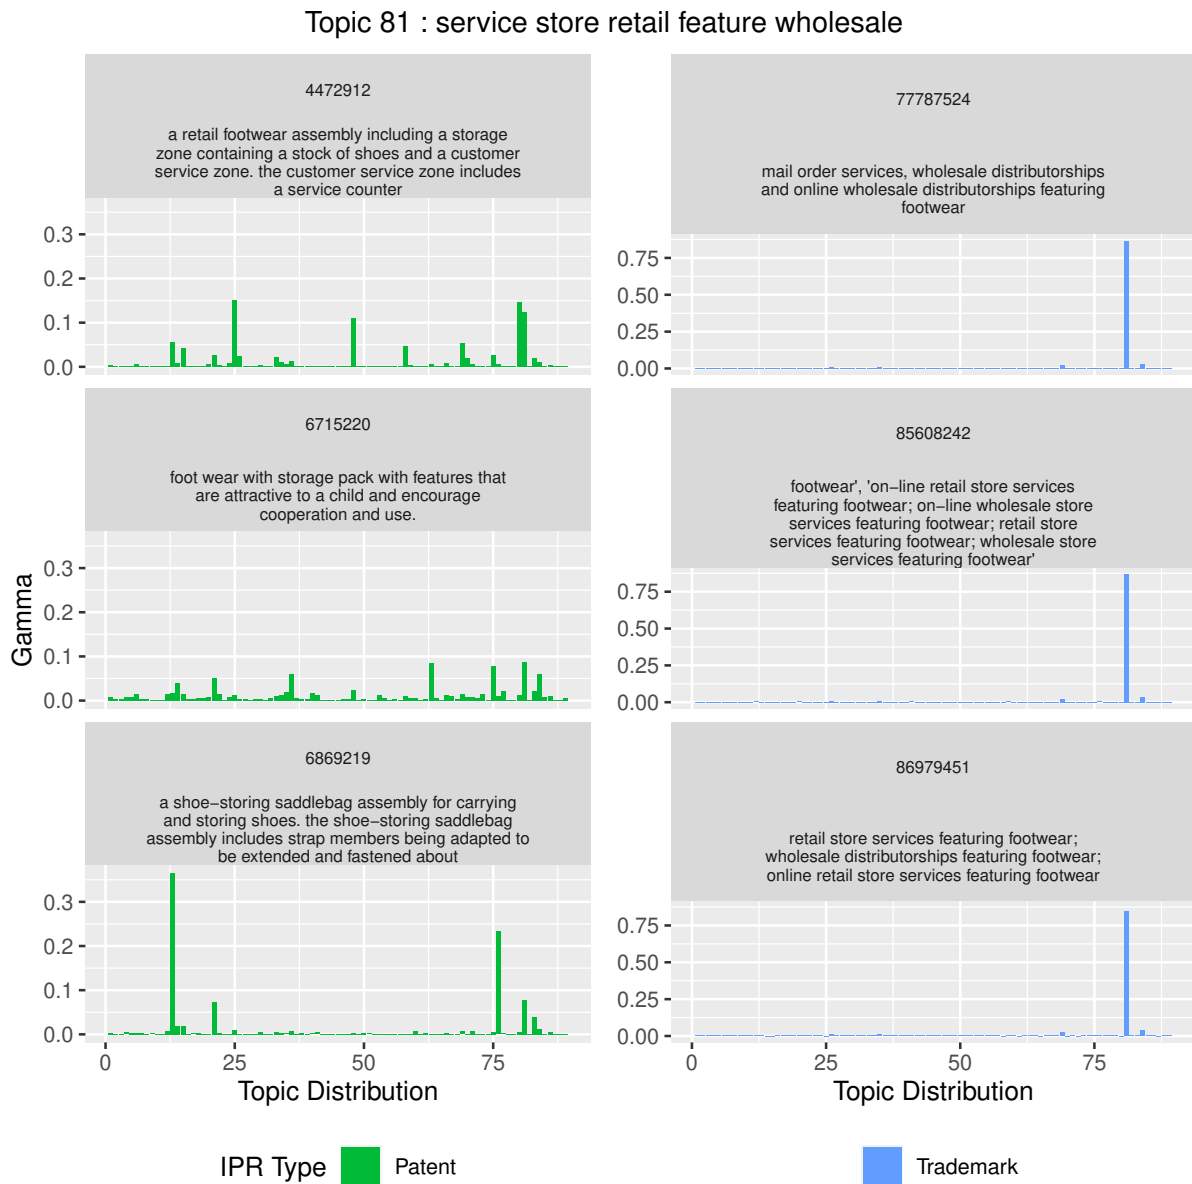 Topic 81 : service store retail feature wholesale
4472912
a retail footwear assembly including a storage
zone containing a stock of shoes and a customer
service zone. the customer service zone includes
a service counter
0.3
0.2
0.1
0.0
77787524
mail order services, wholesale distributorships
and online wholesale distributorships featuring
footwear
0.75
0.50
0.25
0.00
6715220
foot wear with storage pack with features that
are attractive to a child and encourage
cooperation and use.
0.3
0.2
0.1
0.0
85608242
footwear', 'on−line retail store services
featuring footwear; on−line wholesale store
services featuring footwear; retail store
services featuring footwear; wholesale store
services featuring footwear'
0.75
0.50
0.25
0.00
Gamma
6869219
a shoe−storing saddlebag assembly for carrying
and storing shoes. the shoe−storing saddlebag
assembly includes strap members being adapted to
be extended and fastened about
0.3
0.2
0.1
0.0
0 25 50 75
Topic Distribution
86979451
retail store services featuring footwear;
wholesale distributorships featuring footwear;
online retail store services featuring footwear
0.75
0.50
0.25
0.00
0 25 50 75
Topic Distribution
IPR Type Patent Trademark